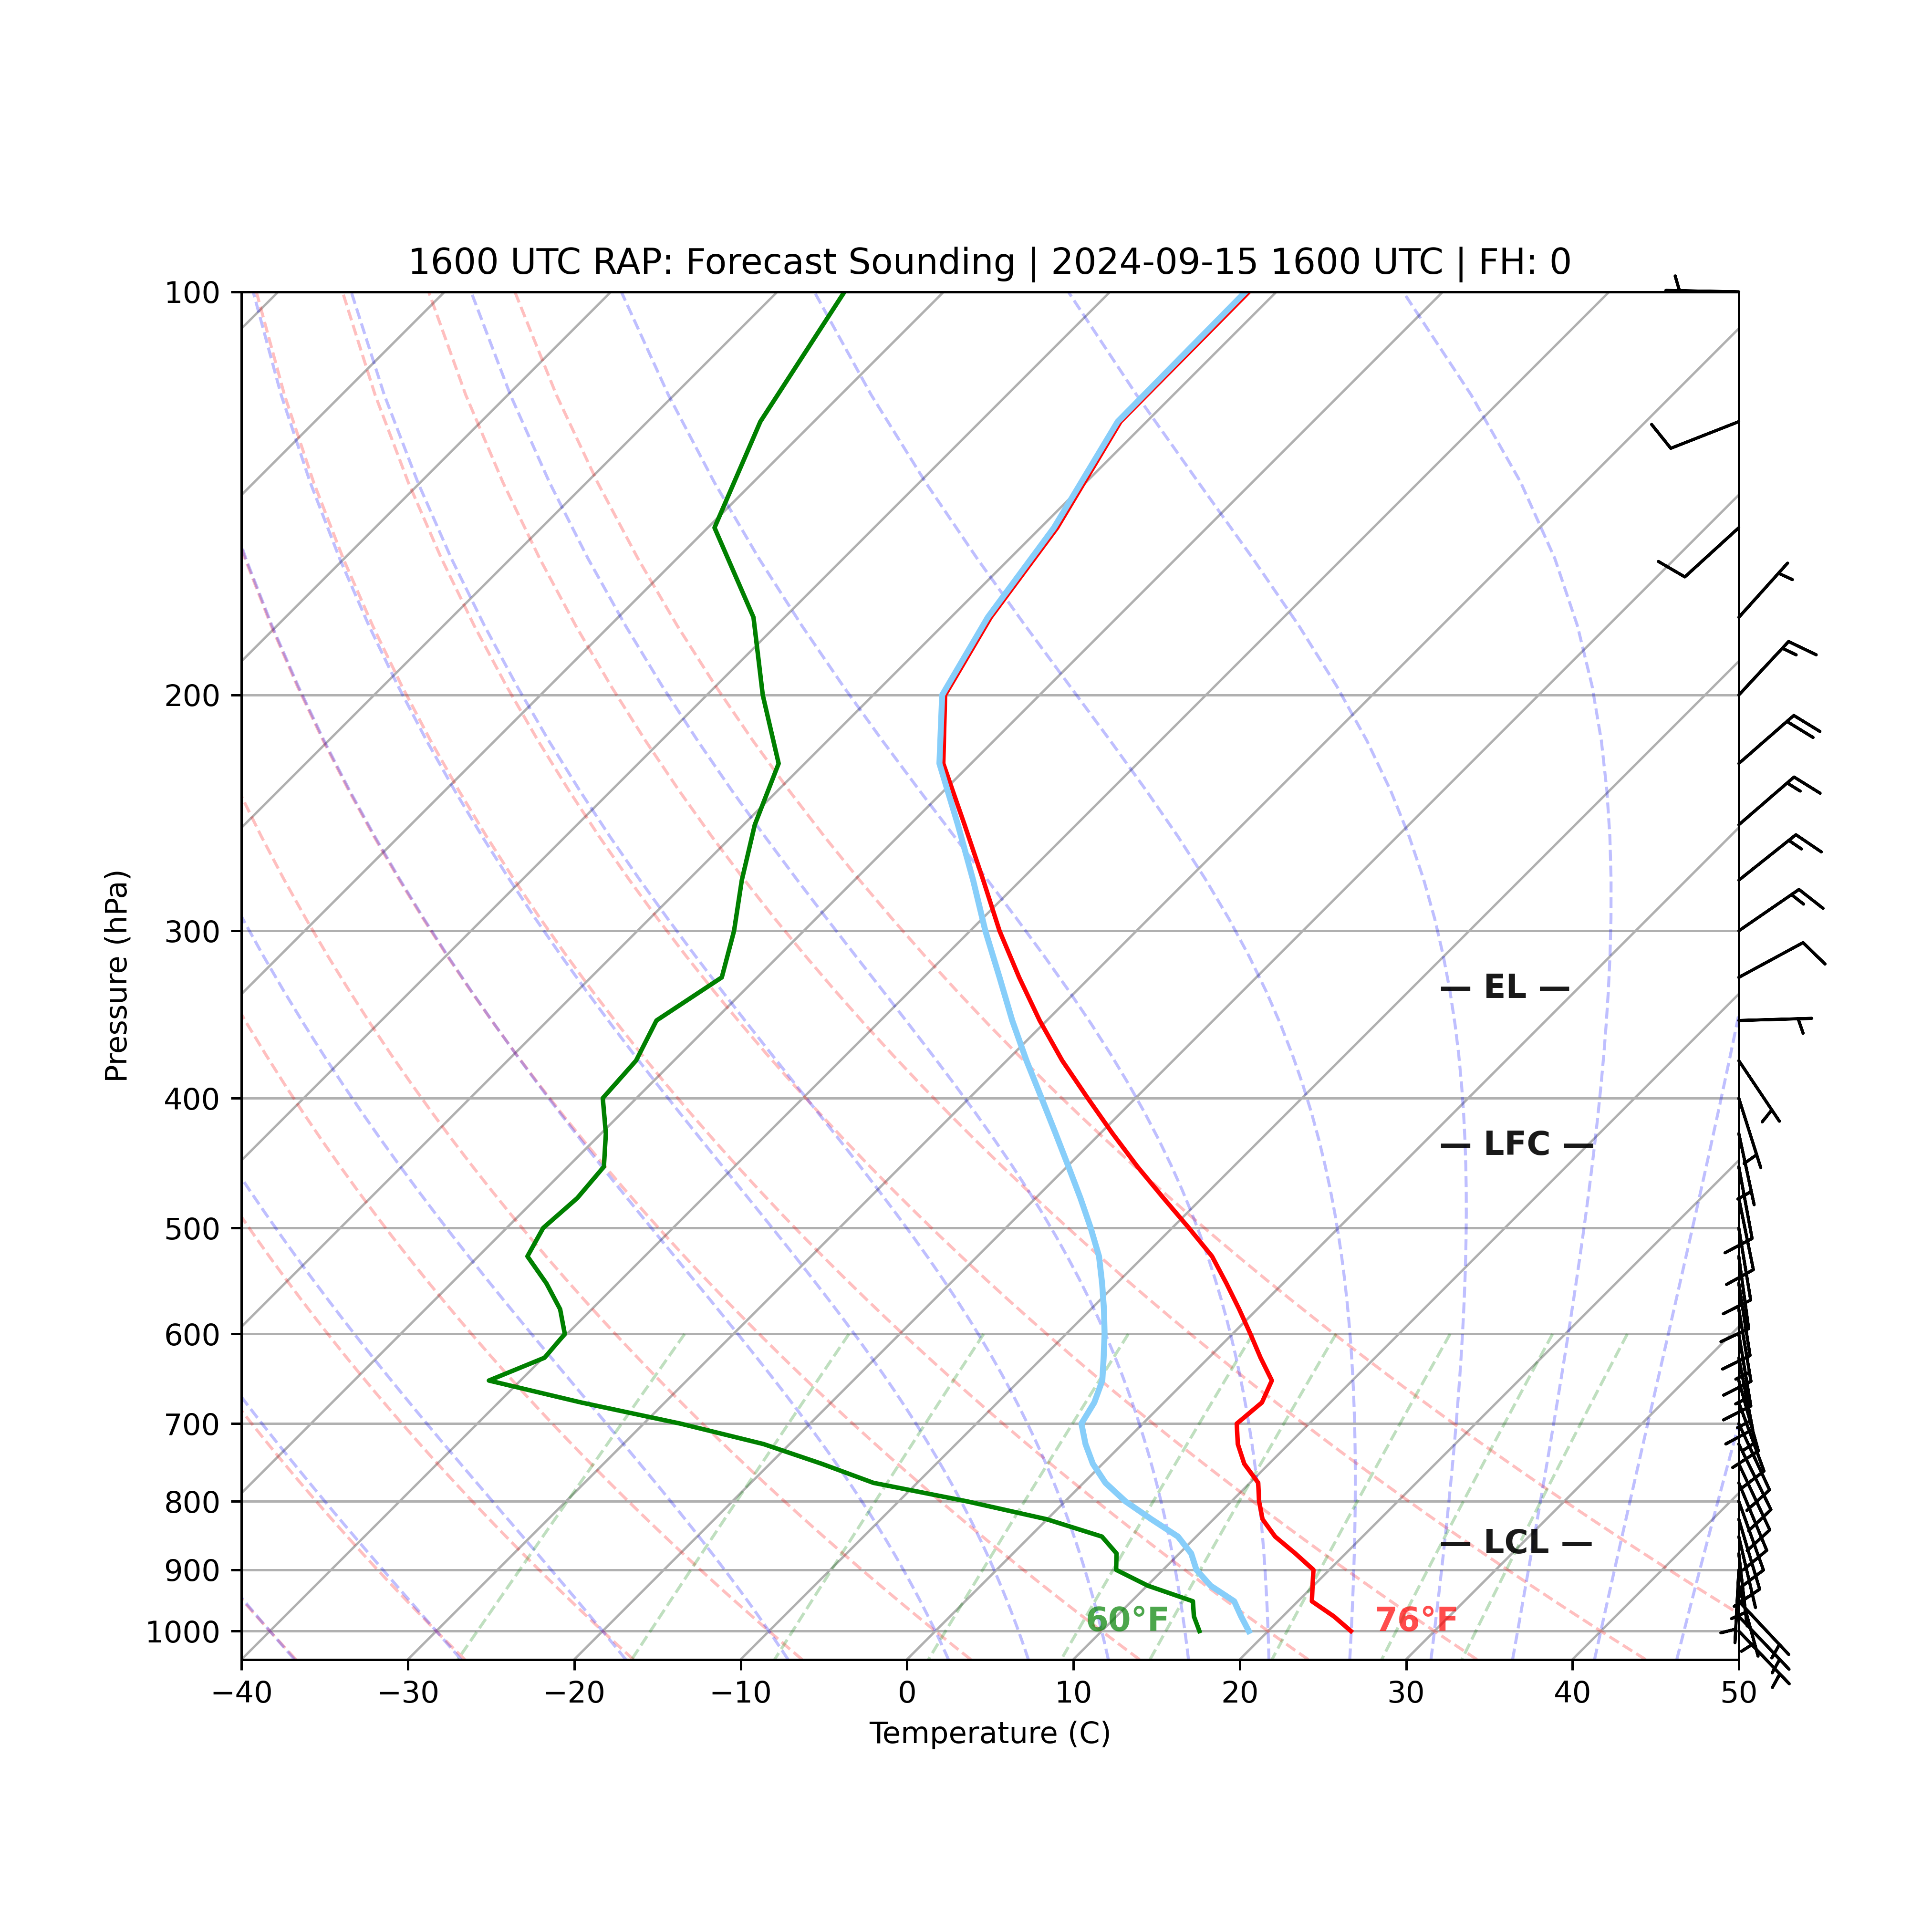 1600 UTC RAP: Forecast Sounding | 2024-09-15 1600 UTC | FH: 0
100
200
300
— EL —
400
— LFC —
500
600
700
800
— LCL —
900
60°F 76°F
1000
−40 −30 −20 −10 0 10 20 30 40 50
Temperature (C)
Pressure (hPa)